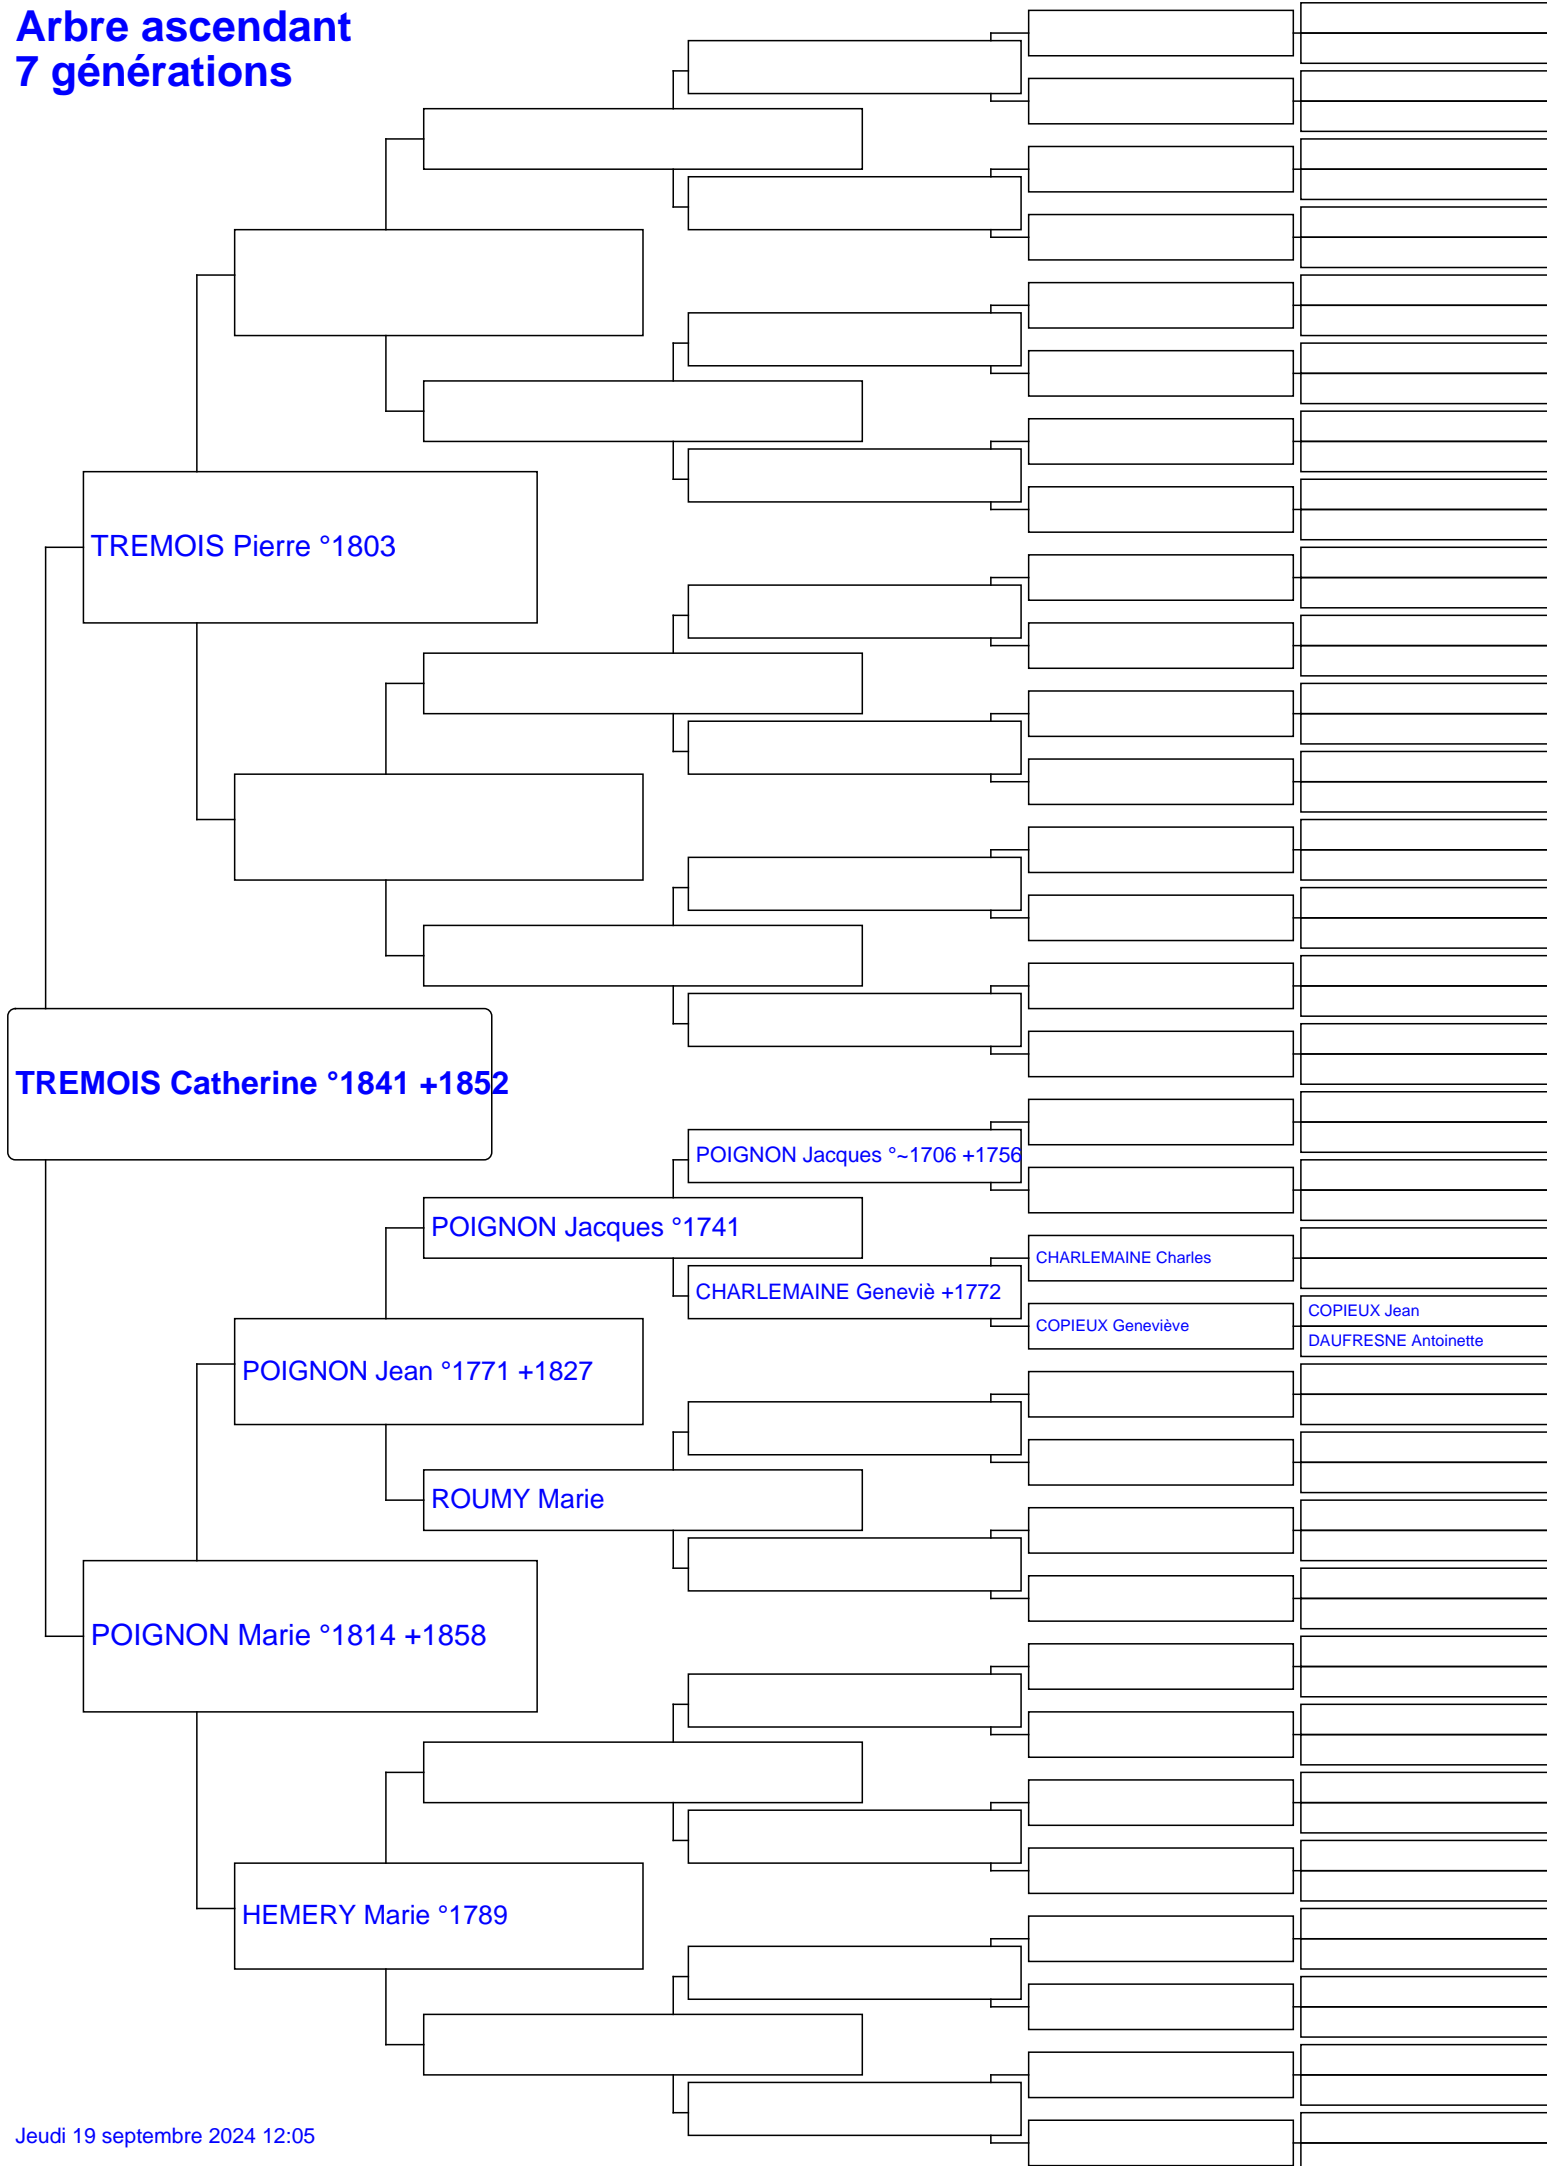 Arbre ascendant
7 générations
TREMOIS Pierre °1803
TREMOIS Catherine °1841 +1852
POIGNON Jacques °~1706 +1756
POIGNON Jacques °1741
CHARLEMAINE Charles
CHARLEMAINE Geneviè +1772
COPIEUX Jean
COPIEUX Geneviève
DAUFRESNE Antoinette
POIGNON Jean °1771 +1827
ROUMY Marie
POIGNON Marie °1814 +1858
HEMERY Marie °1789
Jeudi 19 septembre 2024 12:05